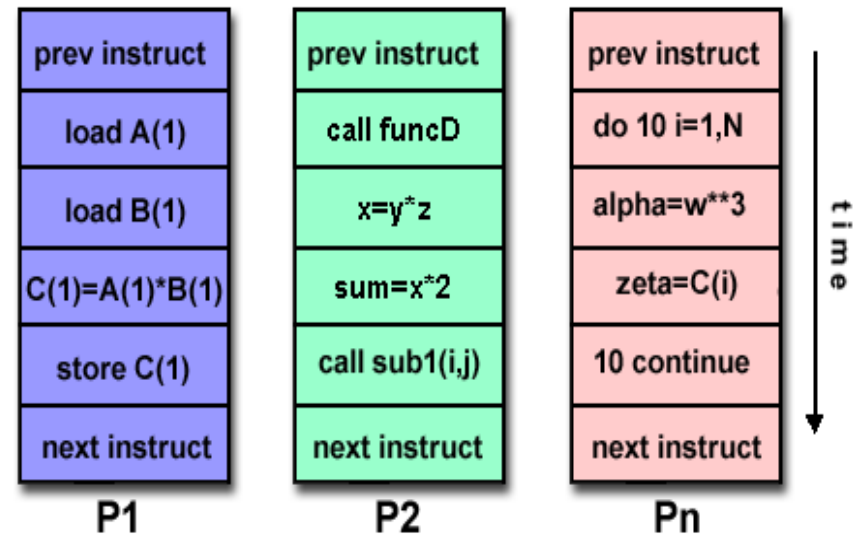 prev instruct
load A(1)
load B(1)
C(1)=A(1)*B(1)
store C(1)
next instruct
P1
prev instruct
call funcD
x=y*z
sum=x*2
call sub1(i,j)
next instruct
P2
prev instruct
do 10 i=1,N
alpha=w**3
zeta=C(i)
10 continue
next instruct
Pn
time